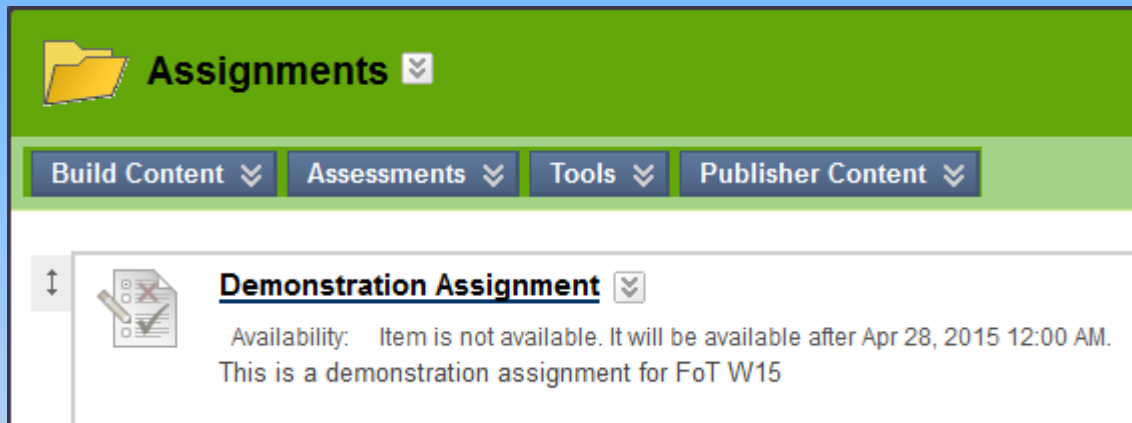 Assignments
Build Content Assessments Tools Publisher Content
Demonstration Assignment
Availability: Item is not available. It will be available after Apr 28, 2015 12:00 AM.
This is a demonstration assignment for FoT W15